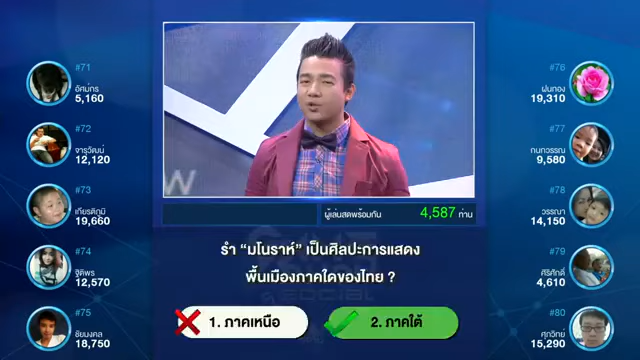 #71
อัศม์กร
5,160
#72
จารุวัฒน์
12,120
#73
เกียรติภูมิ
19,660
#74
ฐิติพร
12,570
#75
ชัยมงคล
18,750
#76
ฝนทอง
19,310
#77
กนกวรรณ
9,580
#78
วรรณา
14,150
#79
ศิริศักดิ์
4,610
#80
ศุภวิทย์
15,290
W
ผู้เล่นสดพร้อมกัน 4,587 ท่าน
รำ “มโนราห์” เป็นศิลปะการแสดง
พื้นเมืองภาคใดของไทย ?
1. ภาคเหนือ
2. ภาคใต้